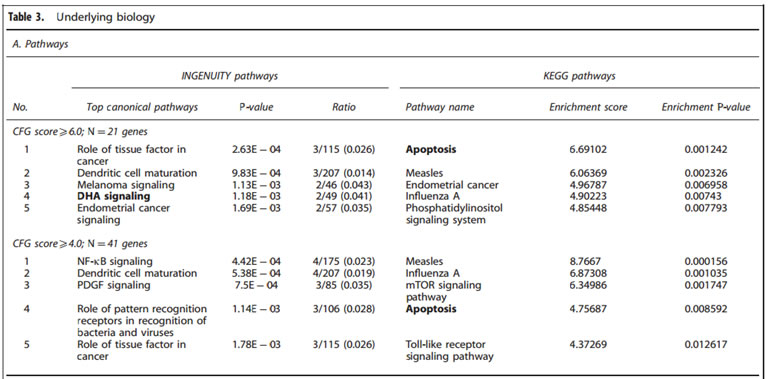 Table 3. Underlying biology
A. Pathways
INGENUITY pathways KEGG pathways
No. Top canonical pathways P-value Ratio Pathway name Enrichment score Enrichment P-value
CFG score⩾6.0; N = 21 genes
1 Role of tissue factor in 2.63E − 04 3/115 (0.026) Apoptosis 6.69102 0.001242
cancer
2 Dendritic cell maturation 9.83E − 04 3/207 (0.014) Measles 6.06369 0.002326
3 Melanoma signaling 1.13E − 03 2/46 (0.043) Endometrial cancer 4.96787 0.006958
4 DHA signaling 1.18E − 03 2/49 (0.041) Influenza A 4.90223 0.00743
5 Endometrial cancer 1.69E − 03 2/57 (0.035) Phosphatidylinositol 4.85448 0.007793
signaling signaling system
CFG score⩾4.0; N = 41 genes
1 NF-κB signaling 4.42E − 04 4/175 (0.023) Measles 8.7667 0.000156
2 Dendritic cell maturation 5.38E − 04 4/207 (0.019) Influenza A 6.87308 0.001035
3 PDGF signaling 7.5E − 04 3/85 (0.035) mTOR signaling 6.34986 0.001747
pathway
4 Role of pattern recognition 1.14E − 03 3/106 (0.028) Apoptosis 4.75687 0.008592
receptors in recognition of
bacteria and viruses
5 Role of tissue factor in 1.78E − 03 3/115 (0.026) Toll-like receptor 4.37269 0.012617
cancer signaling pathway